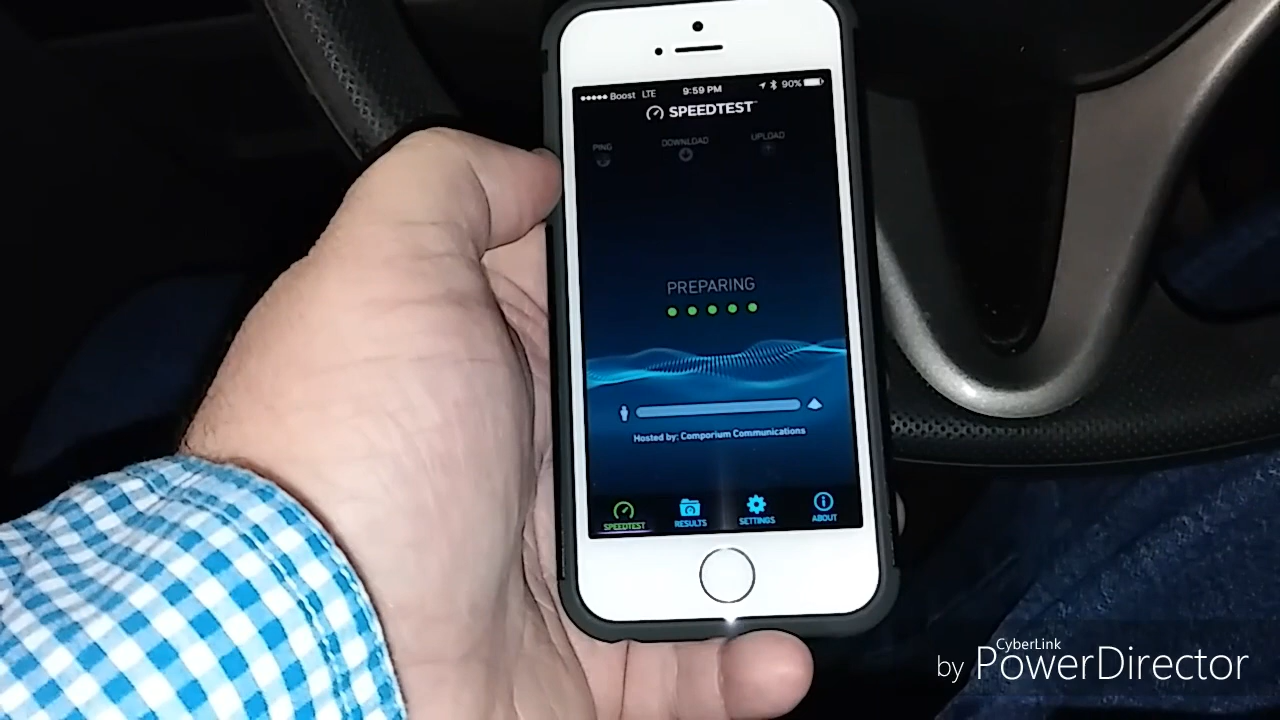 Boost LTE 9:59 PM 90%
SPEEDTEST
PING DOWNLOAD UPLOAD
PREPARING
Hosted by: Comporium Communications
SPEEDTEST RESULTS SETTINGS ABOUT
CyberLink
by PowerDirector